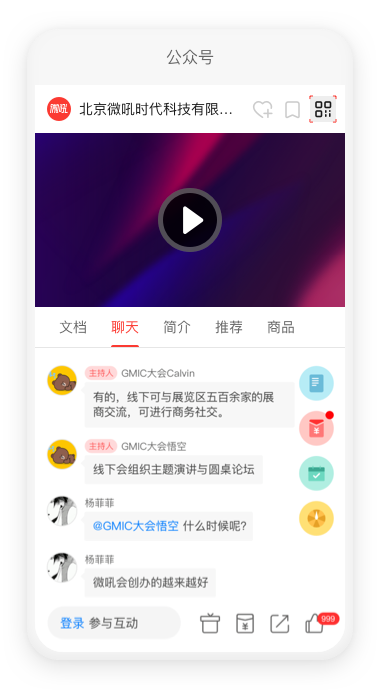 公众号
微吼
北京微吼时代科技有限...
文档 聊天 简介 推荐 商品
主持人 GMIC大会Calvin
有的，线下可与展览区五百余家的展
商交流，可进行商务社交。
主持人 GMIC大会悟空
线下会组织主题演讲与圆桌论坛
杨菲菲
@GMIC大会悟空 什么时候呢?
杨菲菲
微吼会创办的越来越好
登录 参与互动
¥
999